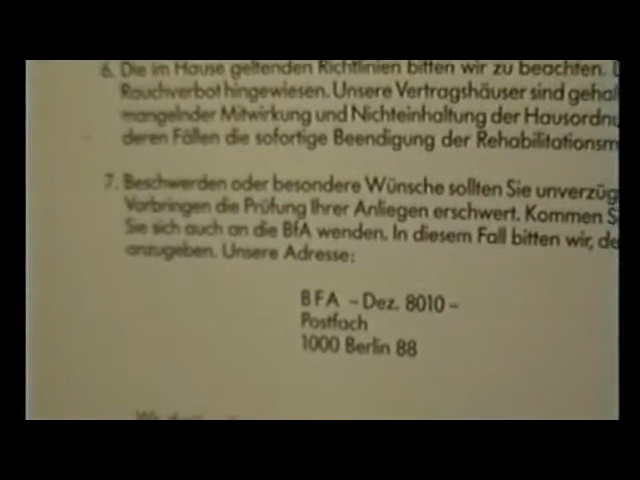 6. Die im Hause geltenden Richtlinien bitten wir zu beachten.
Rauchverbot hingewiesen. Unsere Vertragshäuser sind gehal
mangelnder Mitwirkung und Nichteinhaltung der Hausordnu
deren Fällen die sofortige Beendigung der Rehabilitationsm
7. Beschwerden oder besondere Wünsche sollten Sie unverzüg
Vorbringen die Prüfung Ihrer Anliegen erschwert. Kommen S
Sie sich auch an die BfA wenden. In diesem Fall bitten wir, de
anzugeben. Unsere Adresse:
BFA – Dez. 8010 –
Postfach
1000 Berlin 88